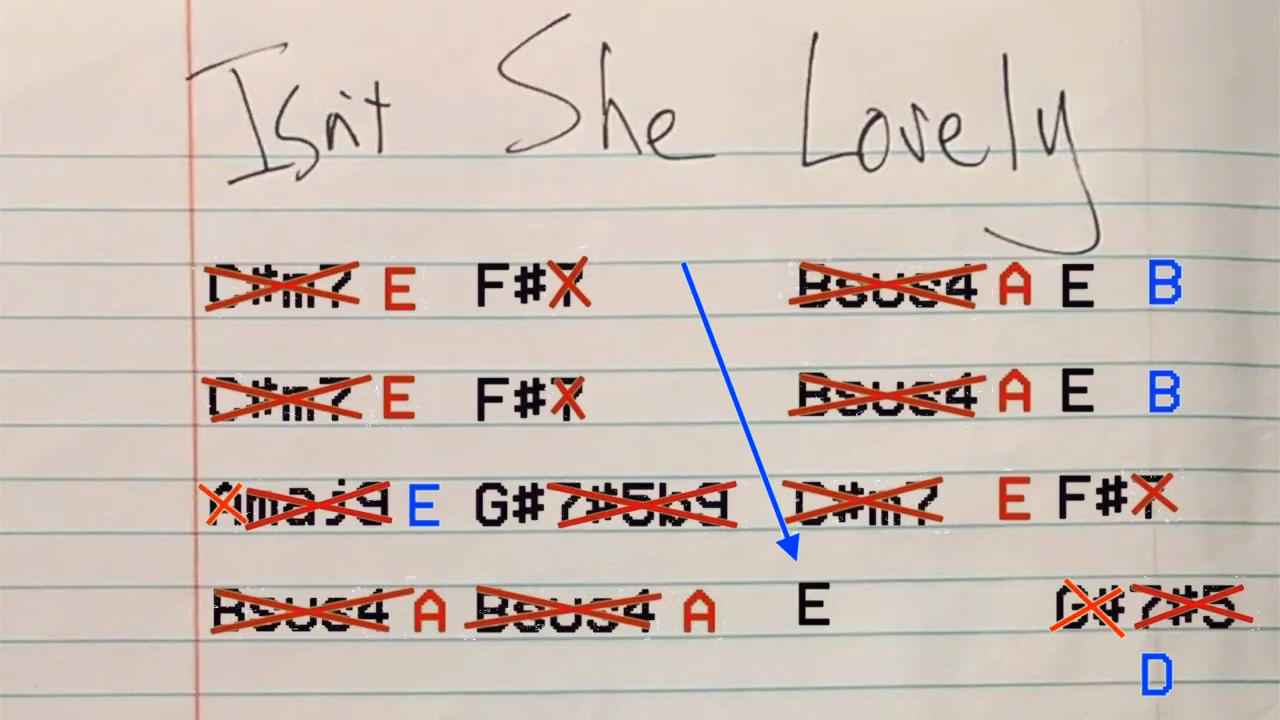 Isn't She Lovely
C#m7 E F#7 Bsus4 A E B
C#m7 E F#7 Bsus4 A E B
Amaj9 E G#7#5b9 C#m7 E F#7
Bsus4 A Bsus4 A E G#7#5
D